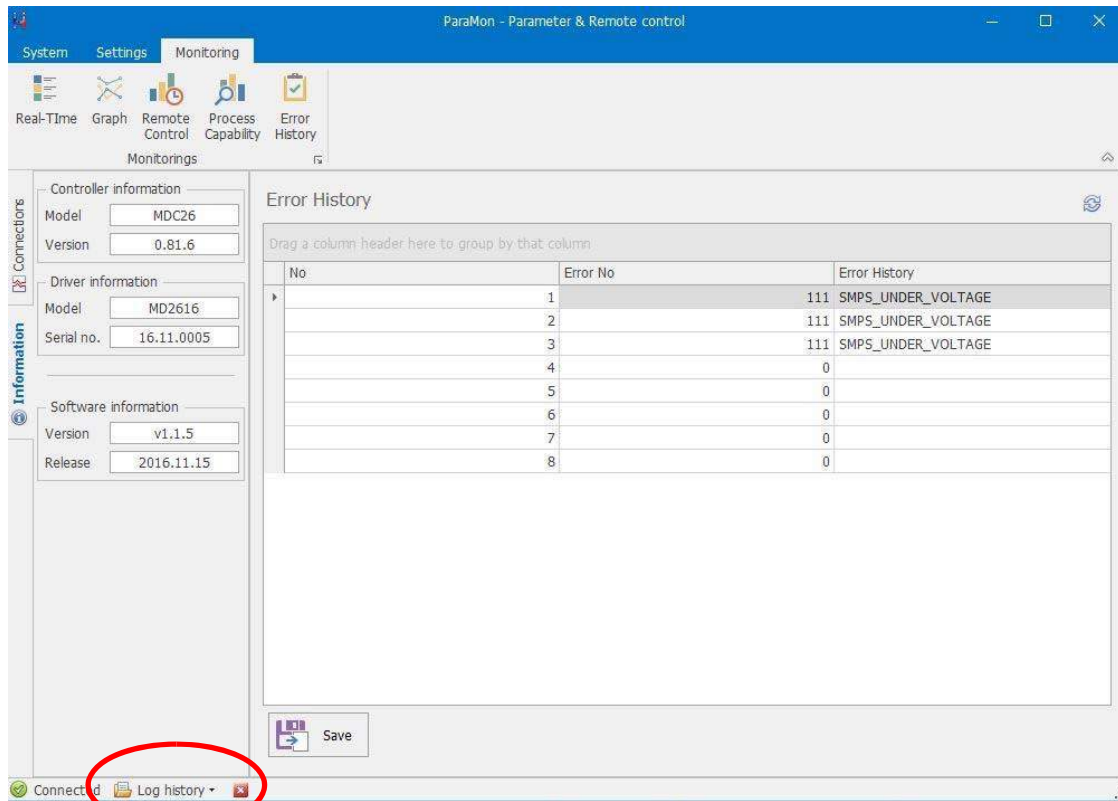 ParaMon - Parameter & Remote control
System Settings Monitoring
Real-TIme Graph Remote Control Process Capability Error History
Monitorings
Connections
Information
Controller information
Model MDC26
Version 0.81.6
Driver information
Model MD2616
Serial no. 16.11.0005
Software information
Version v1.1.5
Release 2016.11.15
Error History
Drag a column header here to group by that column
No Error No Error History
1 111 SMPS_UNDER_VOLTAGE
2 111 SMPS_UNDER_VOLTAGE
3 111 SMPS_UNDER_VOLTAGE
4 0
5 0
6 0
7 0
8 0
Save
Connected Log history